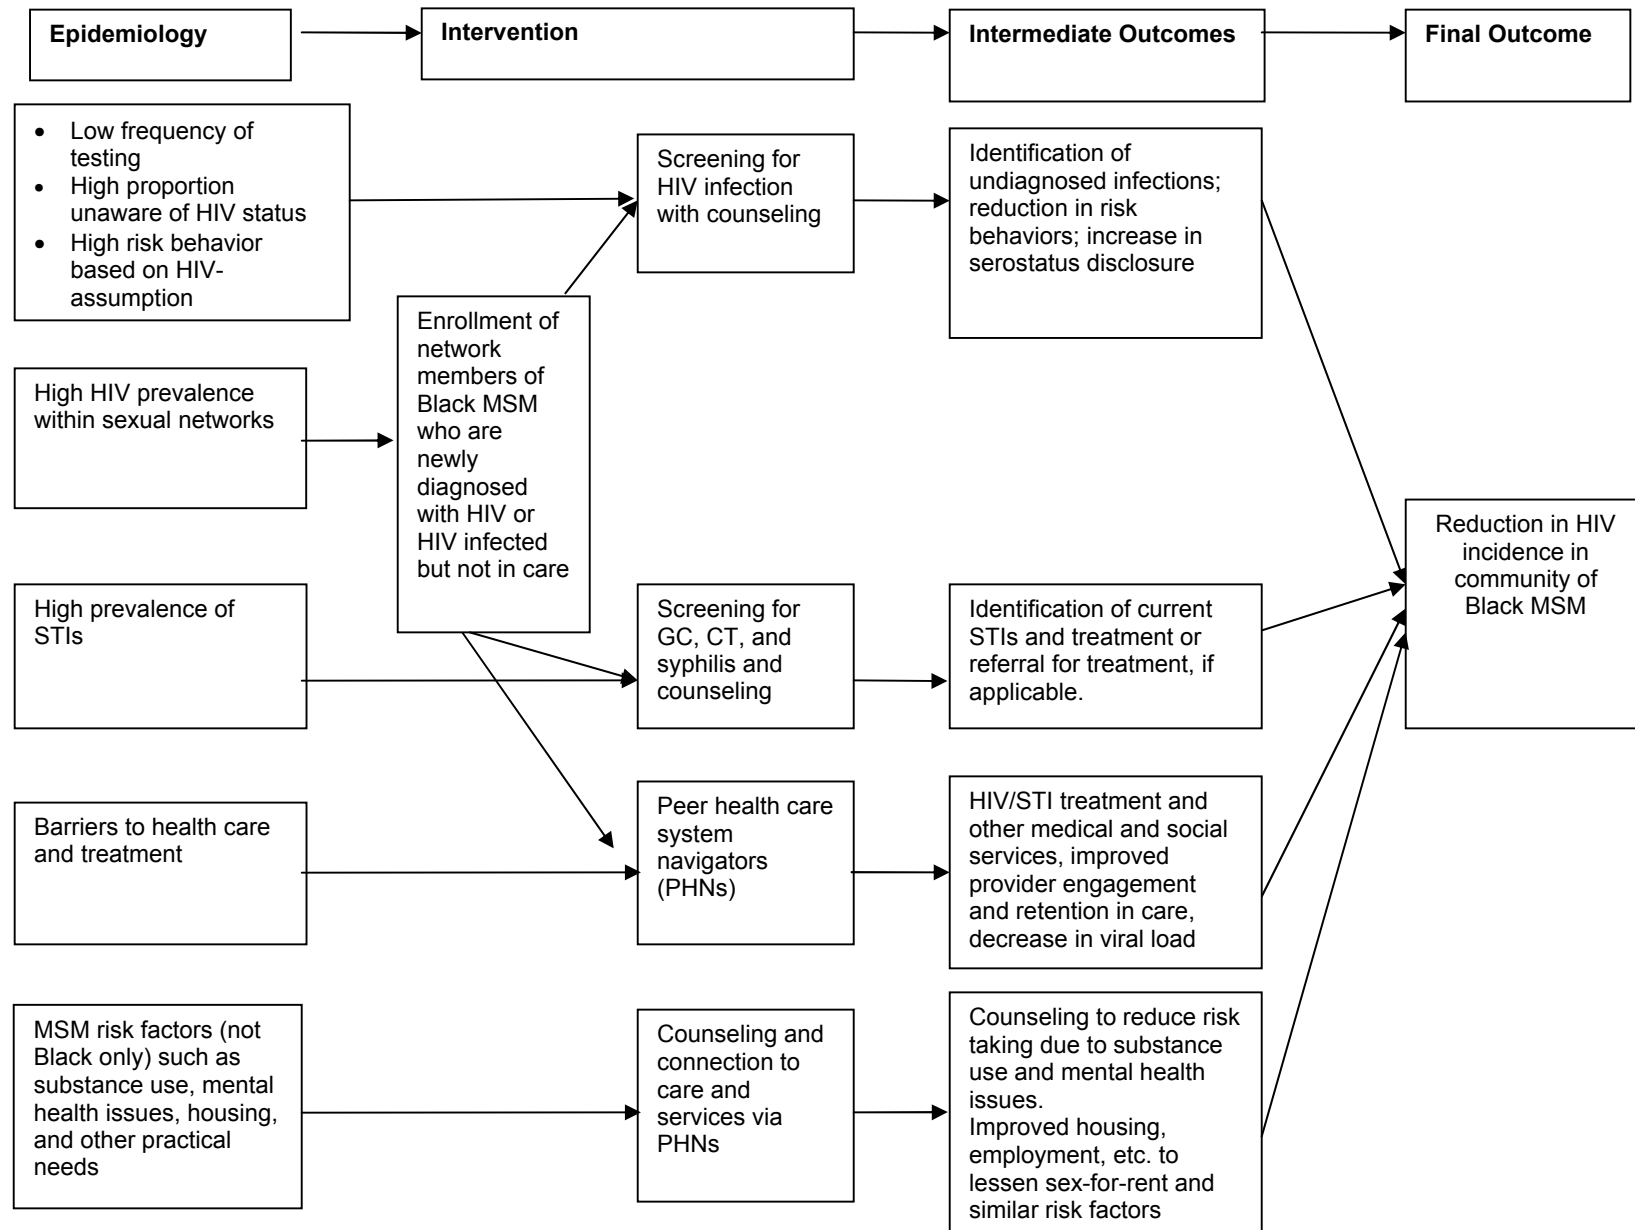 Epidemiology
Intervention
Intermediate Outcomes
Final Outcome
• Low frequency of
testing
• High proportion
unaware of HIV status
• High risk behavior
based on HIV-
assumption
Screening for
HIV infection
with counseling
Identification of
undiagnosed infections;
reduction in risk
behaviors; increase in
serostatus disclosure
High HIV prevalence
within sexual networks
Enrollment of
network
members of
Black MSM
who are
newly
diagnosed
with HIV or
HIV infected
but not in care
Reduction in HIV
incidence in
community of
Black MSM
High prevalence of
STIs
Screening for
GC, CT, and
syphilis and
counseling
Identification of current
STIs and treatment or
referral for treatment, if
applicable.
Barriers to health care
and treatment
Peer health care
system
navigators
(PHNs)
HIV/STI treatment and
other medical and social
services, improved
provider engagement
and retention in care,
decrease in viral load
MSM risk factors (not
Black only) such as
substance use, mental
health issues, housing,
and other practical
needs
Counseling and
connection to
care and
services via
PHNs
Counseling to reduce risk
taking due to substance
use and mental health
issues.
Improved housing,
employment, etc. to
lessen sex-for-rent and
similar risk factors